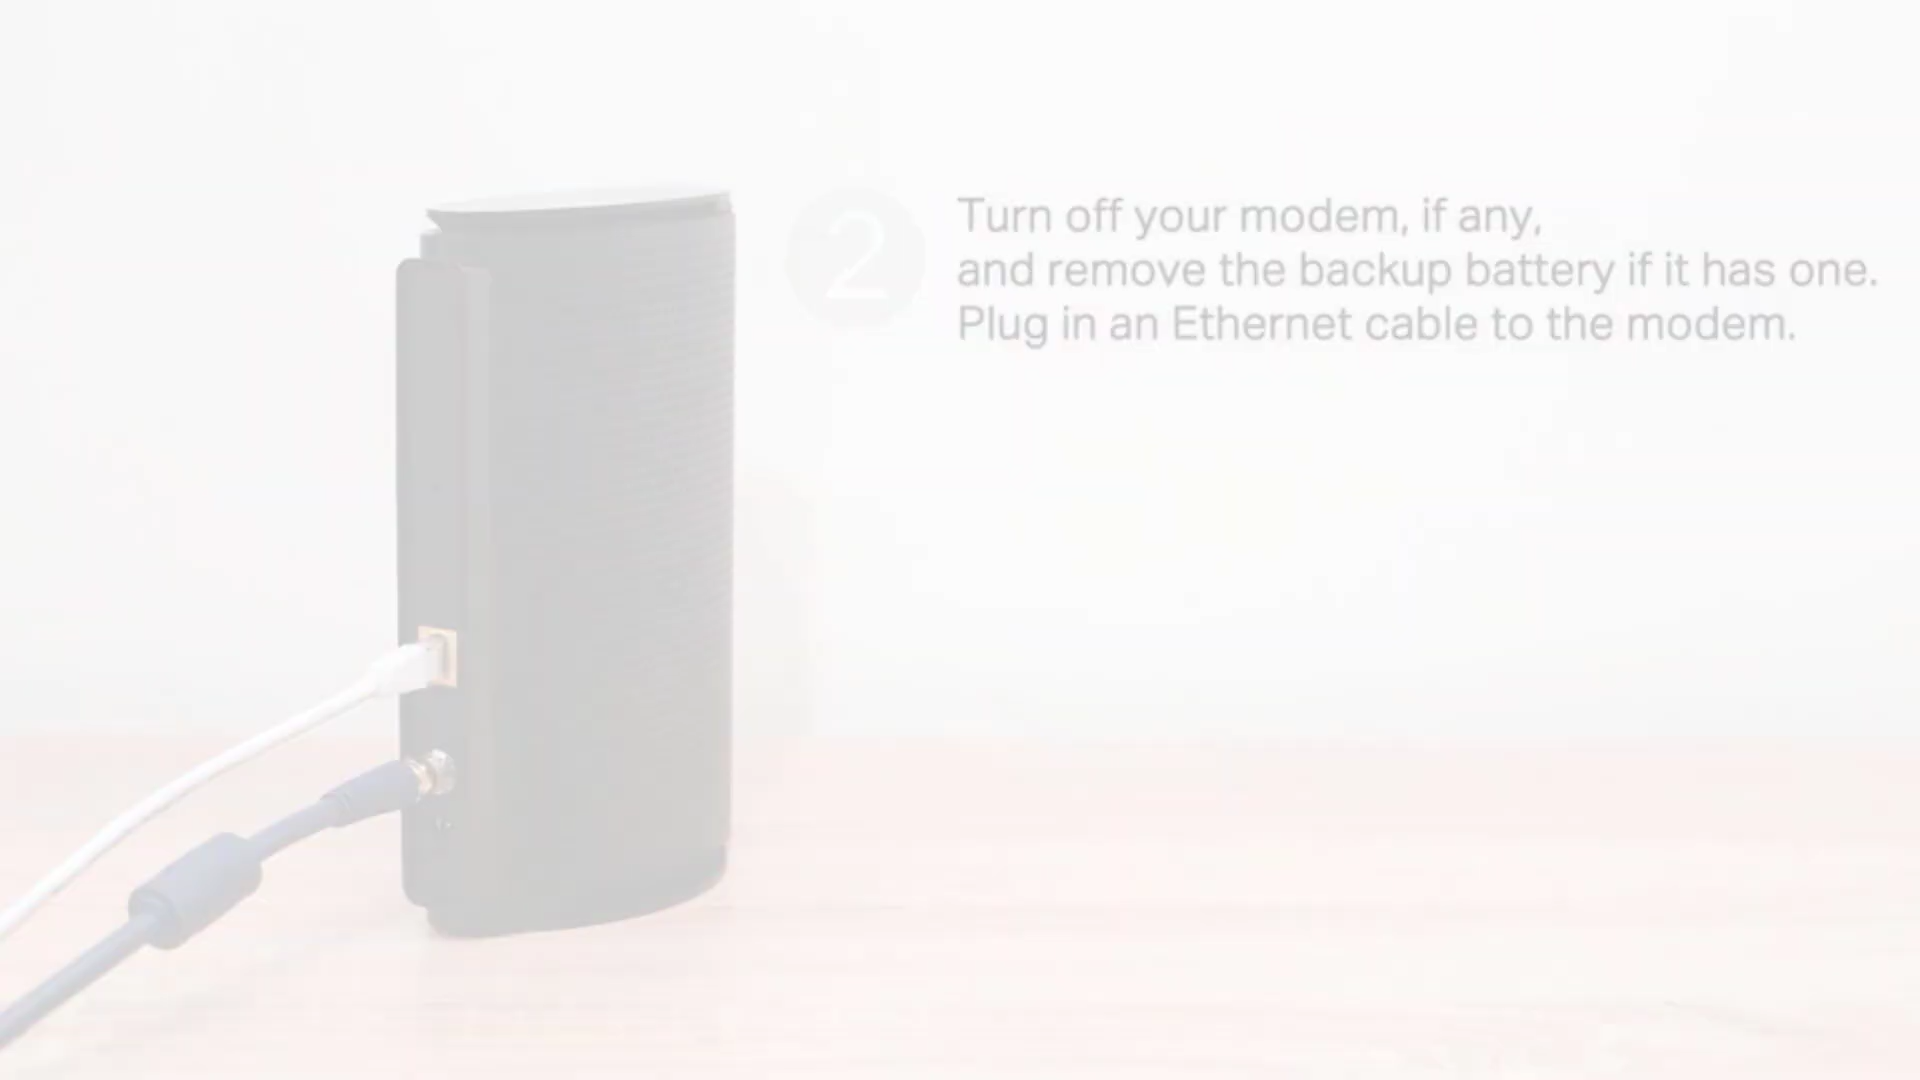 2
Turn off your modem, if any,
and remove the backup battery if it has one.
Plug in an Ethernet cable to the modem.